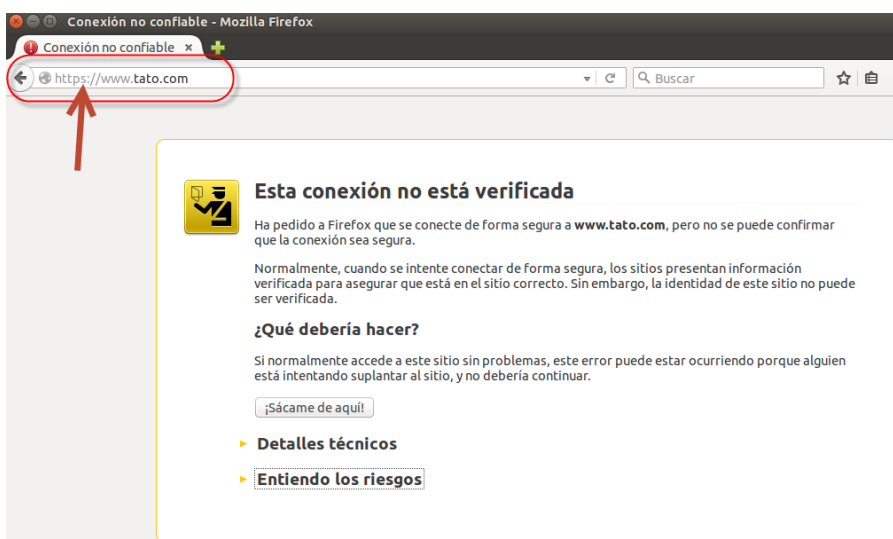 Conexión no confiable - Mozilla Firefox
Conexión no confiable
https://www.tato.com
Buscar
Esta conexión no está verificada
Ha pedido a Firefox que se conecte de forma segura a www.tato.com, pero no se puede confirmar
que la conexión sea segura.
Normalmente, cuando se intente conectar de forma segura, los sitios presentan información
verificada para asegurar que está en el sitio correcto. Sin embargo, la identidad de este sitio no puede
ser verificada.
¿Qué debería hacer?
Si normalmente accede a este sitio sin problemas, este error puede estar ocurriendo porque alguien
está intentando suplantar al sitio, y no debería continuar.
¡Sácame de aquí!
Detalles técnicos
Entiendo los riesgos